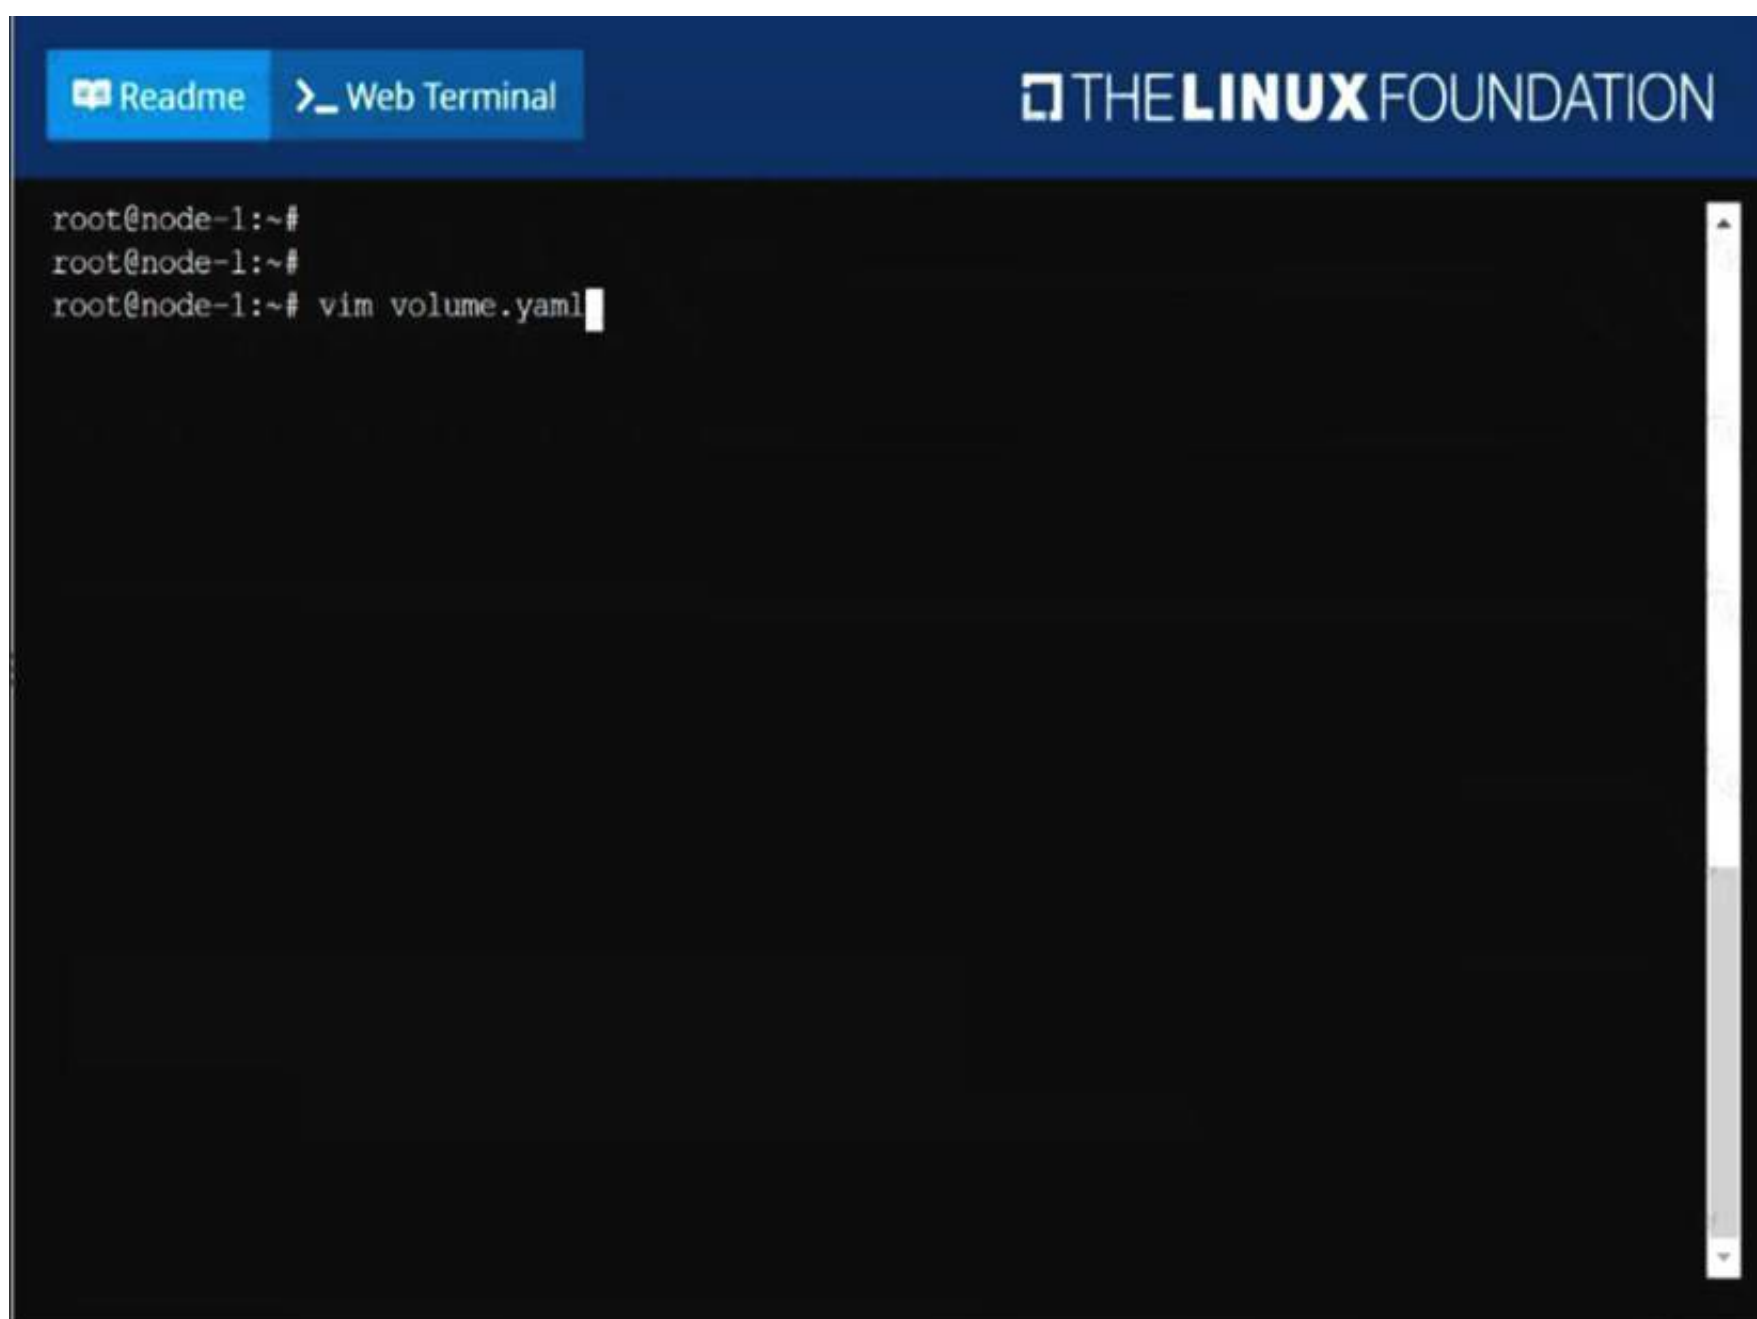 Readme >_ Web Terminal THE LINUX FOUNDATION
root@node-1:~#
root@node-1:~#
root@node-1:~# vim volume.yaml